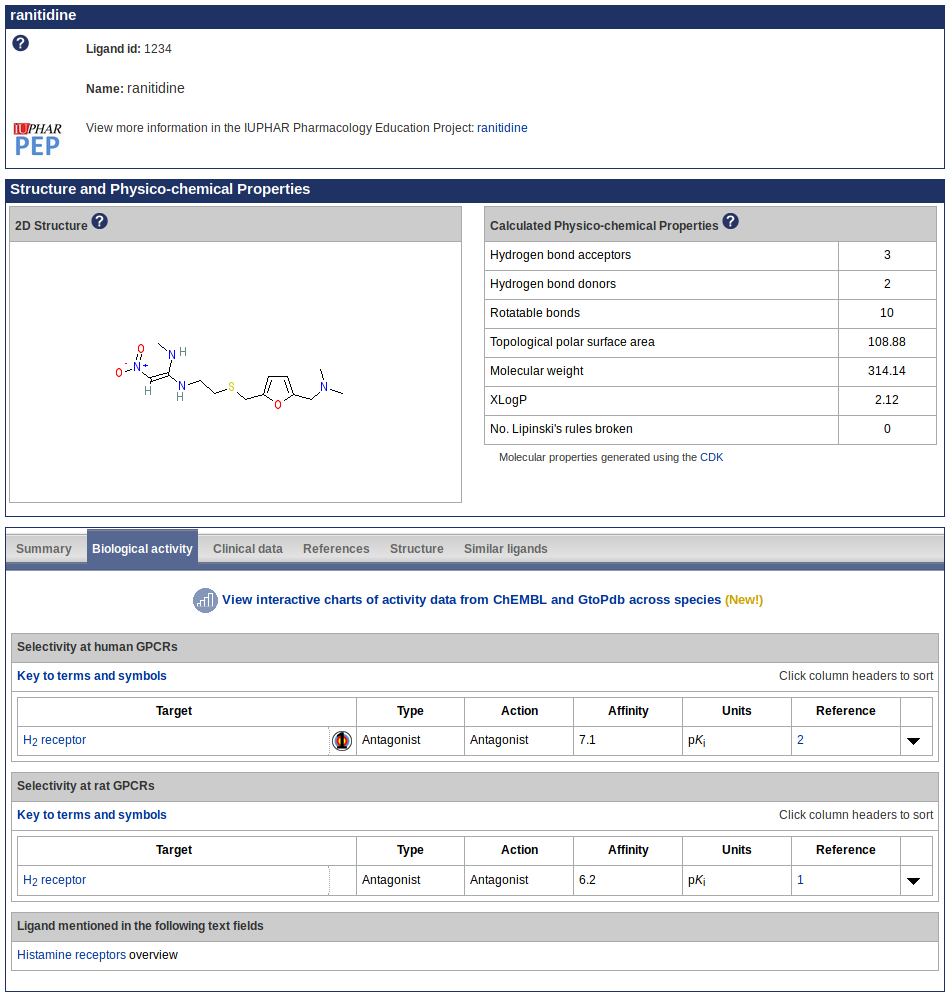 ranitidine
?
Ligand id: 1234
Name: ranitidine
IUPHAR
PEP
View more information in the IUPHAR Pharmacology Education Project: ranitidine
Structure and Physico-chemical Properties
2D Structure ?
O
N H
O - N +
H
N
H
S
O
N
Calculated Physico-chemical Properties ?
Hydrogen bond acceptors 3
Hydrogen bond donors 2
Rotatable bonds 10
Topological polar surface area 108.88
Molecular weight 314.14
XLogP 2.12
No. Lipinski's rules broken 0
Molecular properties generated using the CDK
Summary Biological activity Clinical data References Structure Similar ligands
View interactive charts of activity data from ChEMBL and GtoPdb across species (New!)
Selectivity at human GPCRs
Key to terms and symbols Click column headers to sort
Target Type Action Affinity Units Reference
H2 receptor 1 Antagonist Antagonist 7.1 pKi 2
Selectivity at rat GPCRs
Key to terms and symbols Click column headers to sort
Target Type Action Affinity Units Reference
H2 receptor Antagonist Antagonist 6.2 pKi 1
Ligand mentioned in the following text fields
Histamine receptors overview